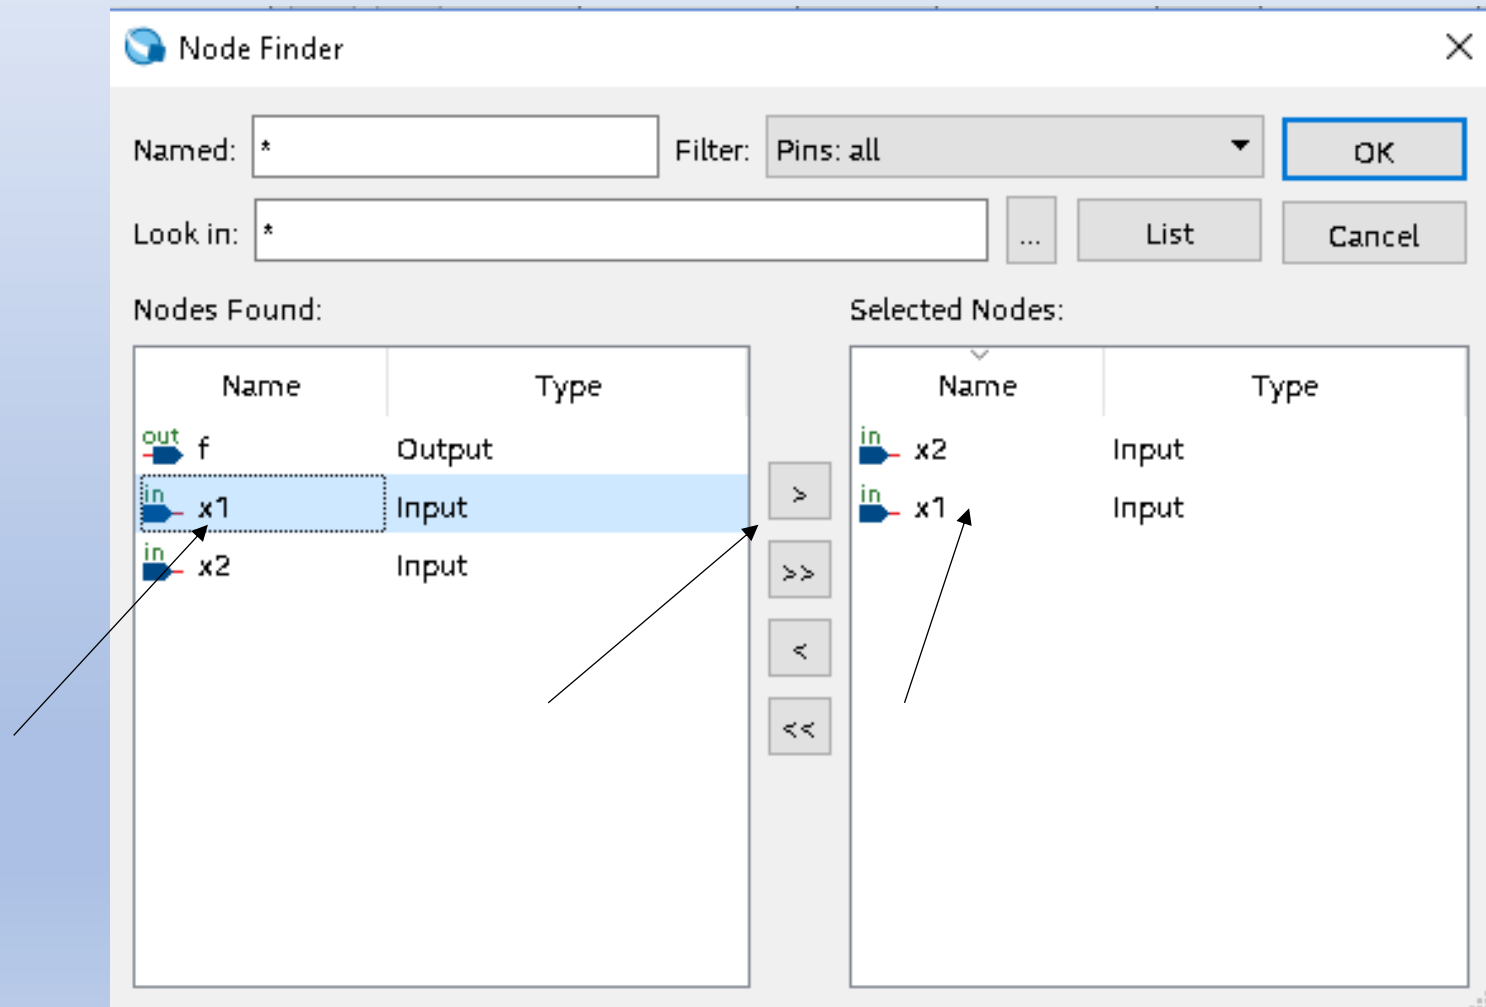 Node Finder
Named: * Filter: Pins: all OK
Look in: * ... List Cancel
Nodes Found: Selected Nodes:
Name Type Name Type
out f Output in x2 Input
in x1 Input > in x1 Input
in x2 Input >>
<
<<